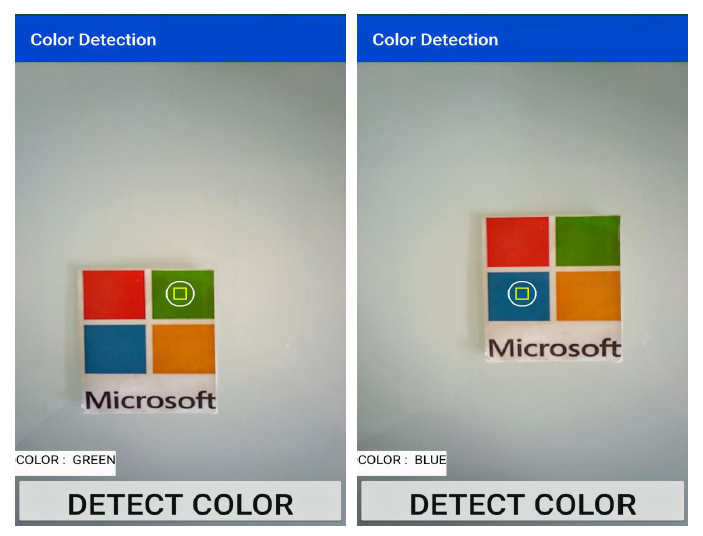 Color Detection
Microsoft
COLOR : GREEN
DETECT COLOR
Color Detection
Microsoft
COLOR : BLUE
DETECT COLOR